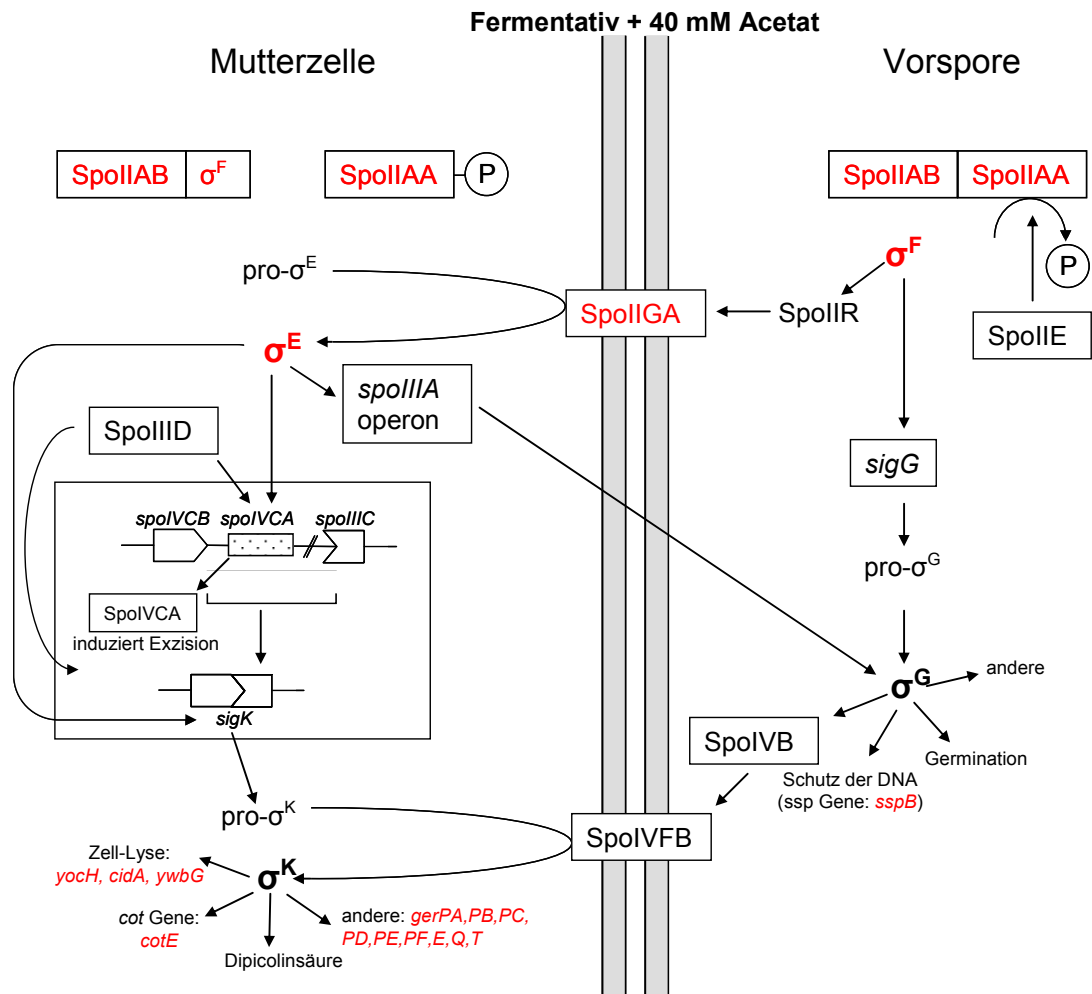 Fermentativ + 40 mM Acetat
Mutterzelle
Vorspore
SpoIIAB
σF
SpoIIAA
P
SpoIIAB
SpoIIAA
σF
P
pro-σE
SpoIIGA
SpoIIR
SpoIIE
σE
spoIIIA
operon
SpoIIID
sigG
spoIVCB
spoIVCA
spoIIIC
pro-σG
SpoIVCA
induziert Exzision
σG
andere
sigK
SpoIVB
Germination
Schutz der DNA
(ssp Gene: sspB)
pro-σK
SpoIVFB
Zell-Lyse:
yocH, cidA, ywbG
σK
cot Gene:
cotE
andere: gerPA,PB,PC,
PD,PE,PF,E,Q,T
Dipicolinsäure